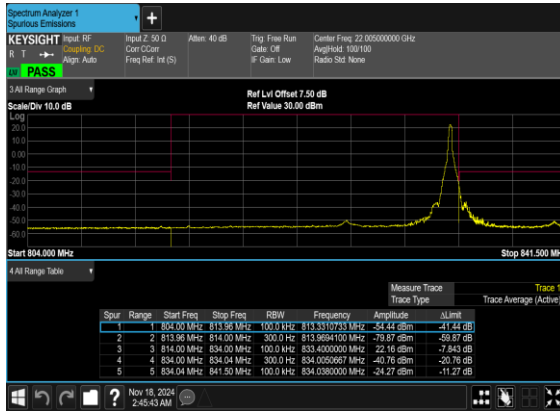 Spectrum Analyzer 1
Spurious Emissions
KEYSIGHT Input: RF Input Z: 50 Ω Atten: 40 dB Trig: Free Run Center Freq: 22.005000000 GHz
R T Coupling: DC Corr CCorr Gate: Off Avg|Hold: 100/100
Align: Auto Freq Ref: Int (S) IF Gain: Low Radio Std: None
PASS
3 All Range Graph
Ref Lvl Offset 7.50 dB
Scale/Div 10.0 dB Ref Value 30.00 dBm
Log
20.0
10.0
0.00
-10.0
-20.0
-30.0
-40.0
-50.0
-60.0
Start 804.000 MHz Stop 841.500 MH
4 All Range Table
Measure Trace Trace 1
Trace Type Trace Average (Active)
Spur Range Start Freq Stop Freq RBW Frequency Amplitude ΔLimit
1 1 804.00 MHz 813.96 MHz 100.0 kHz 813.3310733 MHz -54.44 dBm -41.44 dB
2 2 813.96 MHz 814.00 MHz 300.0 Hz 813.9694100 MHz -79.87 dBm -59.87 dB
3 3 814.00 MHz 834.00 MHz 100.0 kHz 833.4000000 MHz 22.16 dBm -7.843 dB
4 4 834.00 MHz 834.04 MHz 300.0 Hz 834.0050667 MHz -40.76 dBm -20.76 dB
5 5 834.04 MHz 841.50 MHz 100.0 kHz 834.0380000 MHz -24.27 dBm -11.27 dB
? Nov 18, 2024
2:45:43 AM